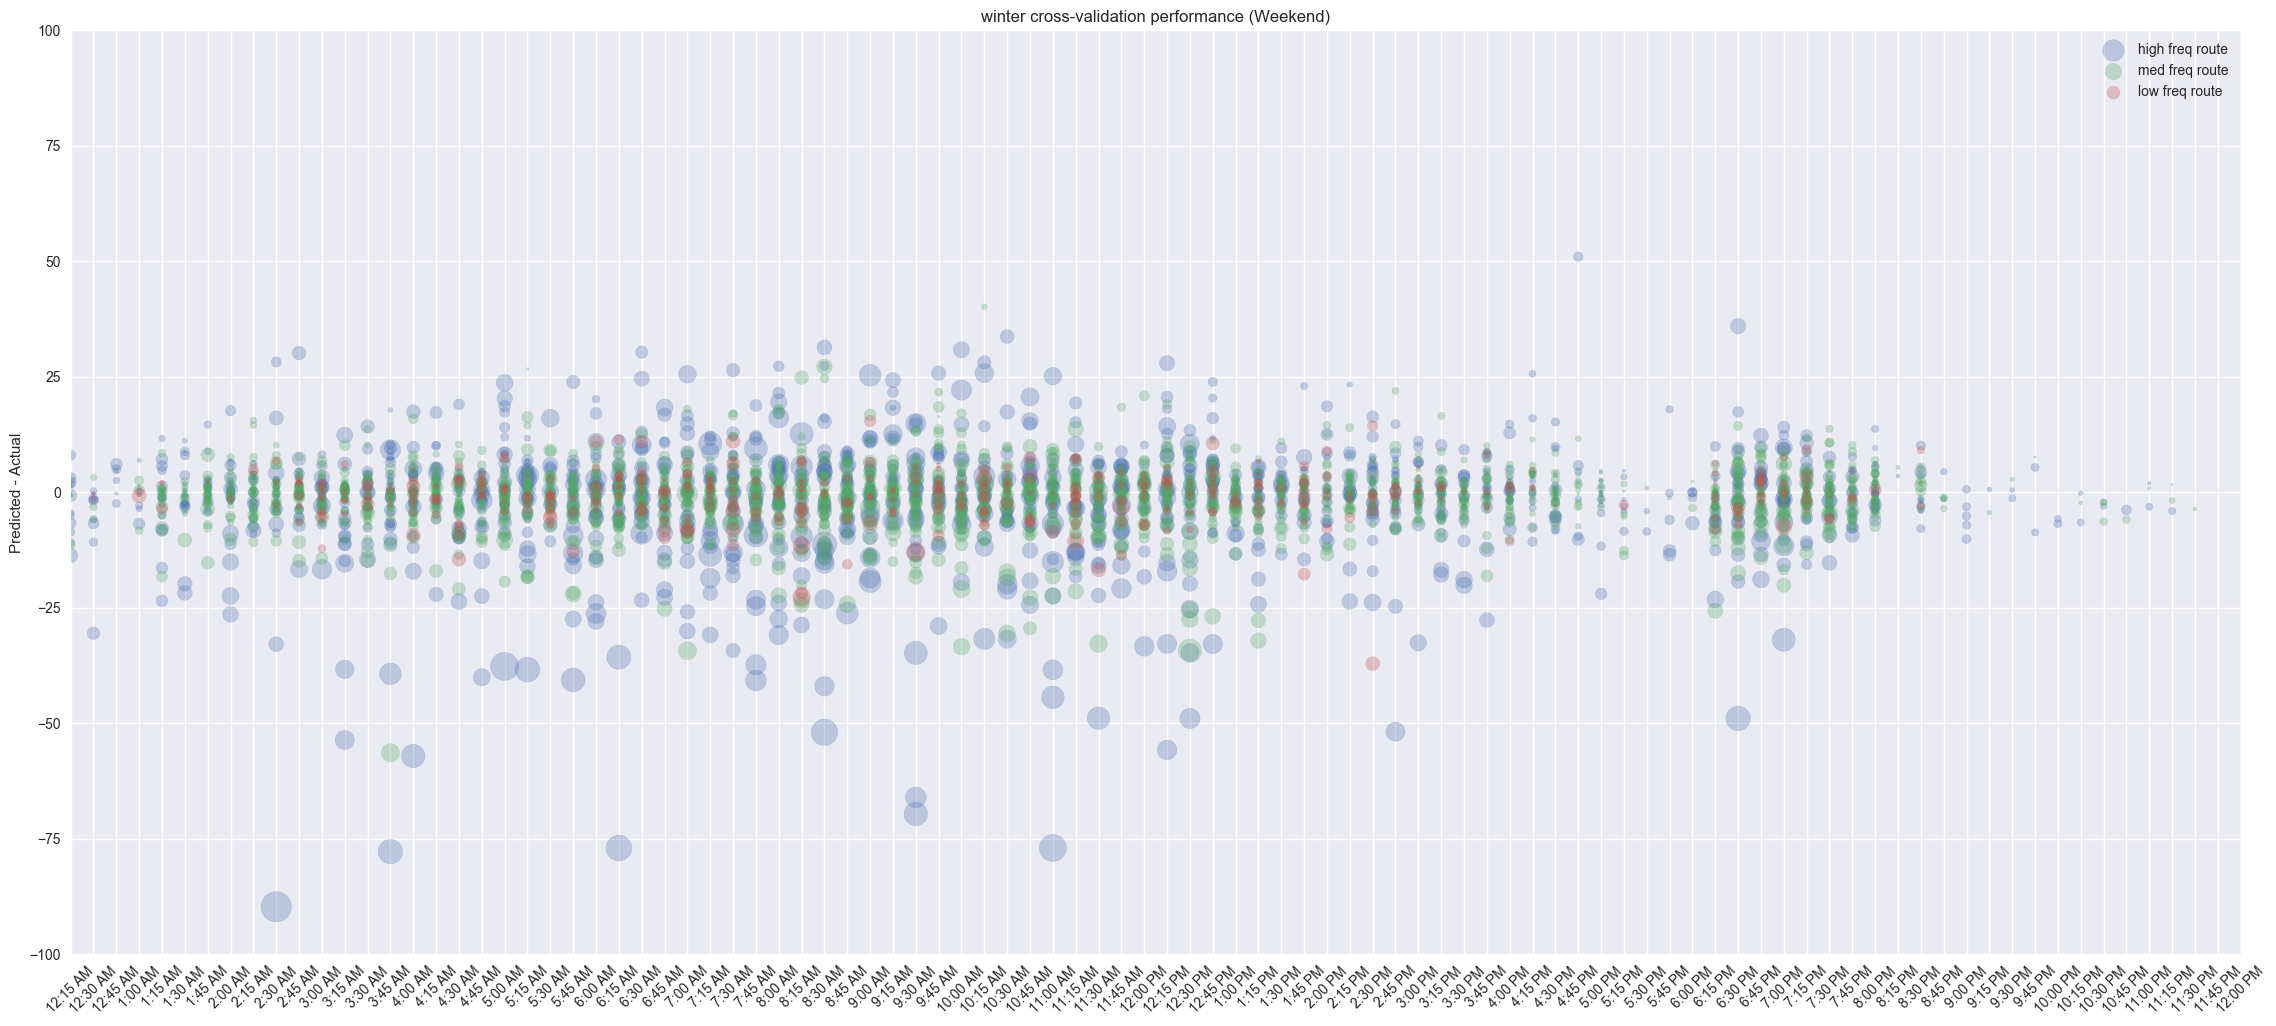 winter cross-validation performance (Weekend)
high freq route
med freq route
low freq route
Predicted - Actual
100
75
50
25
0
−25
−50
−75
−100
12:15 AM
12:30 AM
12:45 AM
1:00 AM
1:15 AM
1:30 AM
1:45 AM
2:00 AM
2:15 AM
2:30 AM
2:45 AM
3:00 AM
3:15 AM
3:30 AM
3:45 AM
4:00 AM
4:15 AM
4:30 AM
4:45 AM
5:00 AM
5:15 AM
5:30 AM
5:45 AM
6:00 AM
6:15 AM
6:30 AM
6:45 AM
7:00 AM
7:15 AM
7:30 AM
7:45 AM
8:00 AM
8:15 AM
8:30 AM
8:45 AM
9:00 AM
9:15 AM
9:30 AM
9:45 AM
10:00 AM
10:15 AM
10:30 AM
10:45 AM
11:00 AM
11:15 AM
11:30 AM
11:45 AM
12:00 PM
12:15 PM
12:30 PM
12:45 PM
1:00 PM
1:15 PM
1:30 PM
1:45 PM
2:00 PM
2:15 PM
2:30 PM
2:45 PM
3:00 PM
3:15 PM
3:30 PM
3:45 PM
4:00 PM
4:15 PM
4:30 PM
4:45 PM
5:00 PM
5:15 PM
5:30 PM
5:45 PM
6:00 PM
6:15 PM
6:30 PM
6:45 PM
7:00 PM
7:15 PM
7:30 PM
7:45 PM
8:00 PM
8:15 PM
8:30 PM
8:45 PM
9:00 PM
9:15 PM
9:30 PM
9:45 PM
10:00 PM
10:15 PM
10:30 PM
10:45 PM
11:00 PM
11:15 PM
11:30 PM
11:45 PM
12:00 PM